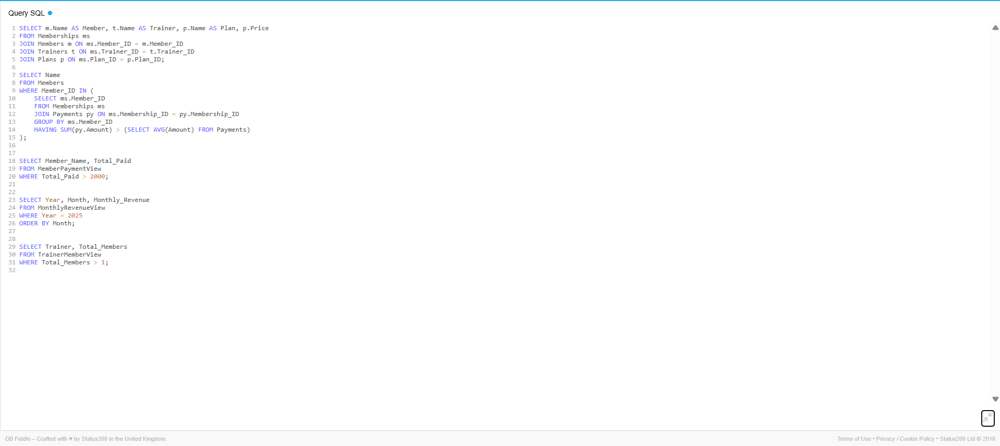 Query SQL
1 SELECT m.Name AS Member, t.Name AS Trainer, p.Name AS Plan, p.Price
2 FROM Memberships ms
3 JOIN Members m ON ms.Member_ID = m.Member_ID
4 JOIN Trainers t ON ms.Trainer_ID = t.Trainer_ID
5 JOIN Plans p ON ms.Plan_ID = p.Plan_ID;
6
7 SELECT Name
8 FROM Members
9 WHERE Member_ID IN (
10     SELECT ms.Member_ID
11     FROM Memberships ms
12     JOIN Payments py ON ms.Membership_ID = py.Membership_ID
13     GROUP BY ms.Member_ID
14     HAVING SUM(py.Amount) > (SELECT AVG(Amount) FROM Payments)
15 );
16
17
18 SELECT Member_Name, Total_Paid
19 FROM MemberPaymentView
20 WHERE Total_Paid > 2000;
21
22
23 SELECT Year, Month, Monthly_Revenue
24 FROM MonthlyRevenueView
25 WHERE Year = 2025
26 ORDER BY Month;
27
28
29 SELECT Trainer, Total_Members
30 FROM TrainerMemberView
31 WHERE Total_Members > 1;
32
DB Fiddle – Crafted with ♥ by Status200 in the United Kingdom.
Terms of Use • Privacy / Cookie Policy • Status200 Ltd © 2018